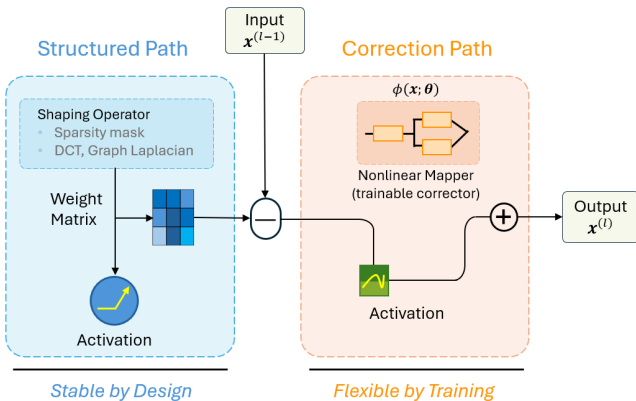 Input
x^(l−1)
Structured Path
Correction Path
Shaping Operator
• Sparsity mask
• DCT, Graph Laplacian
ϕ(x; θ)
Nonlinear Mapper
(trainable corrector)
Weight
Matrix
Output
x^(l)
Activation
Activation
Stable by Design
Flexible by Training